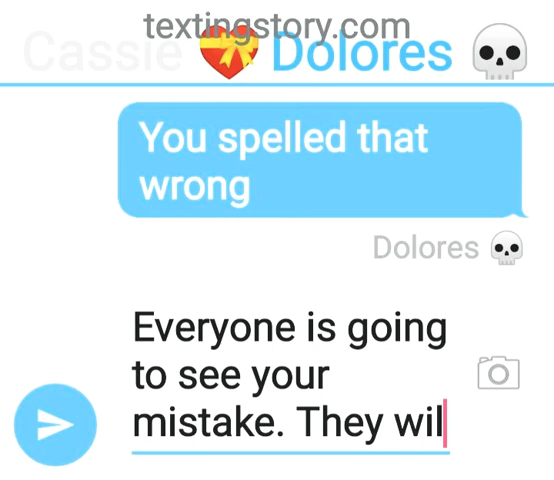 textingstory.com
Cassie 💝 Dolores 💀
You spelled that
wrong
Dolores 💀
Everyone is going
to see your
mistake. They wil